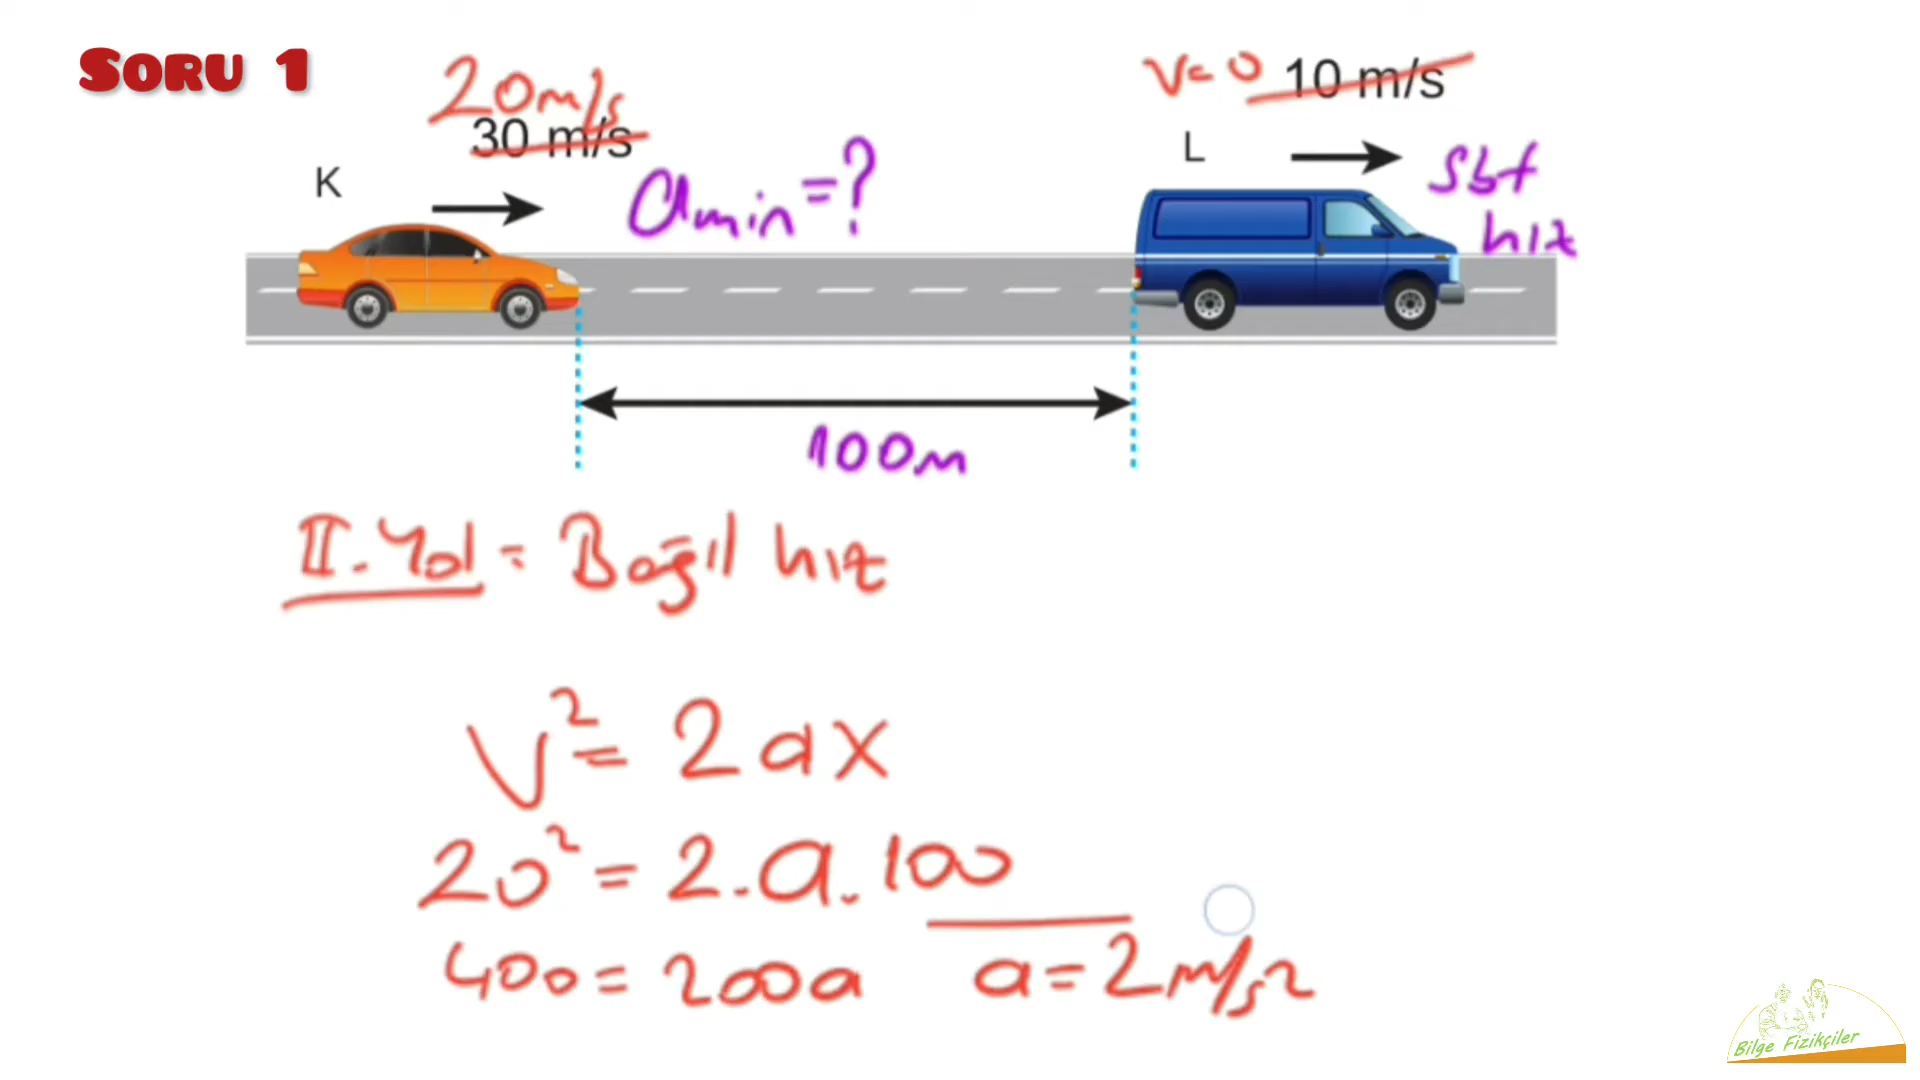 SORU 1
20m/s
30 m/s
V=0 10 m/s
K
L
amin=?
Sbt
hız
100m
II. Yol = Bağıl hız
V²= 2ax
20² = 2.a.100
400 = 200a a=2m/s2
Bilge Fizikçiler